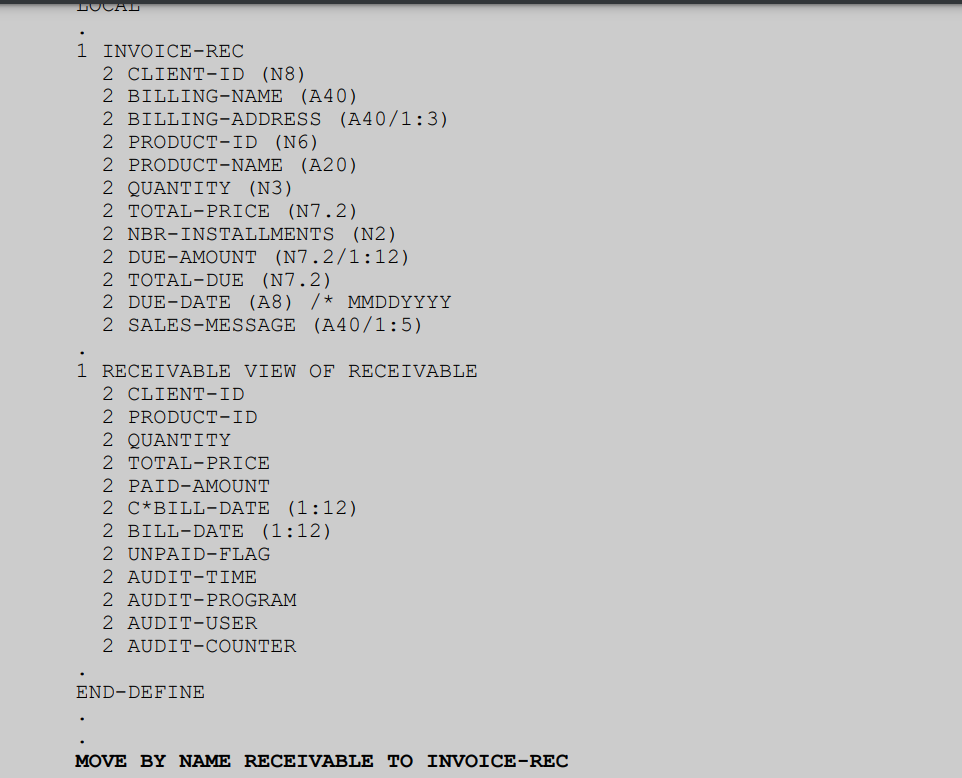 LOCAL
.
1 INVOICE-REC
2 CLIENT-ID (N8)
2 BILLING-NAME (A40)
2 BILLING-ADDRESS (A40/1:3)
2 PRODUCT-ID (N6)
2 PRODUCT-NAME (A20)
2 QUANTITY (N3)
2 TOTAL-PRICE (N7.2)
2 NBR-INSTALLMENTS (N2)
2 DUE-AMOUNT (N7.2/1:12)
2 TOTAL-DUE (N7.2)
2 DUE-DATE (A8) /* MMDDYYYY
2 SALES-MESSAGE (A40/1:5)
.
1 RECEIVABLE VIEW OF RECEIVABLE
2 CLIENT-ID
2 PRODUCT-ID
2 QUANTITY
2 TOTAL-PRICE
2 PAID-AMOUNT
2 C*BILL-DATE (1:12)
2 BILL-DATE (1:12)
2 UNPAID-FLAG
2 AUDIT-TIME
2 AUDIT-PROGRAM
2 AUDIT-USER
2 AUDIT-COUNTER
.
END-DEFINE
.
.
MOVE BY NAME RECEIVABLE TO INVOICE-REC